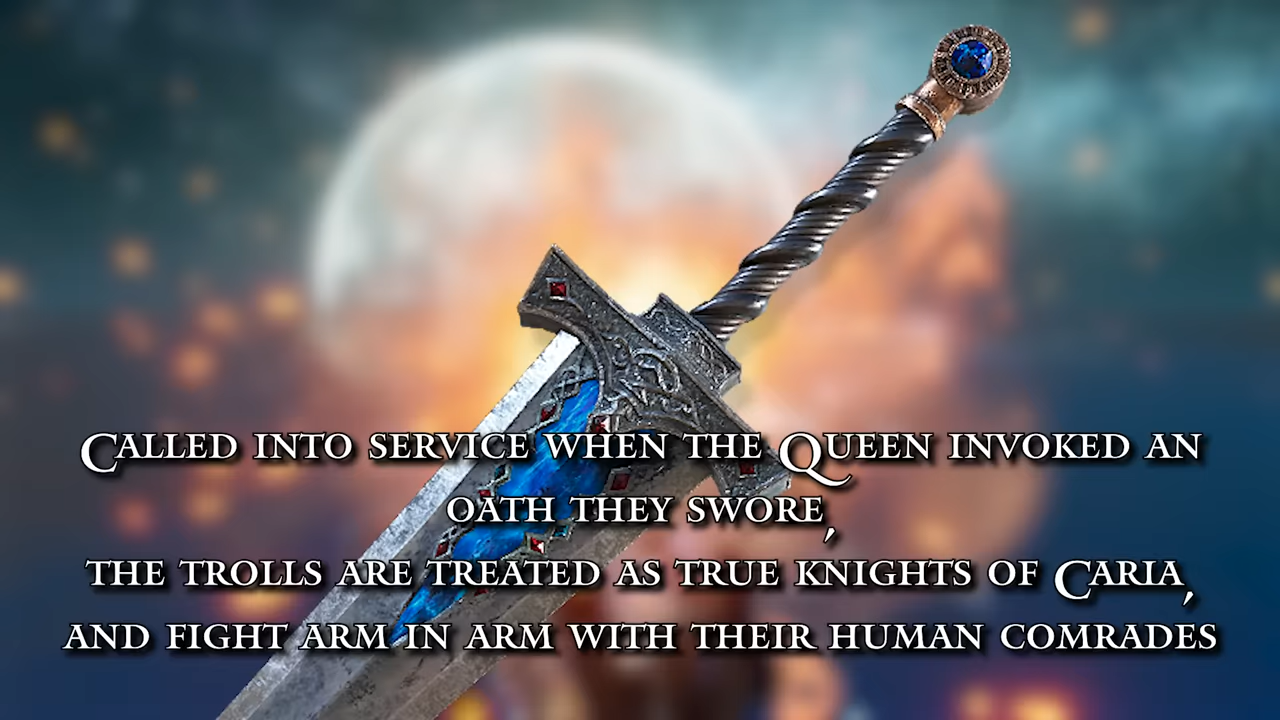 Called into service when the Queen invoked an
oath they swore,
the trolls are treated as true knights of Caria,
and fight arm in arm with their human comrades